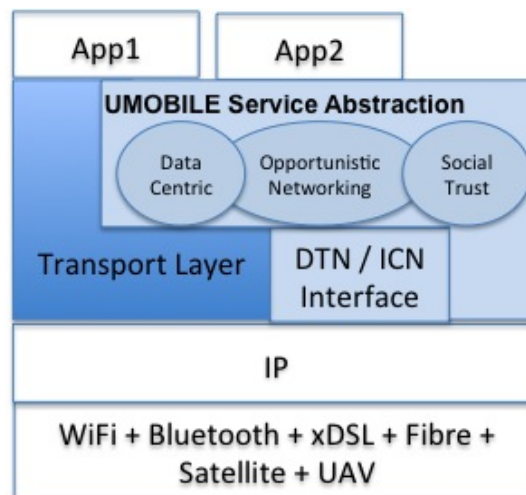 App1
App2
UMOBILE Service Abstraction
Data
Centric
Opportunistic
Networking
Social
Trust
Transport Layer
DTN / ICN
Interface
IP
WiFi + Bluetooth + xDSL + Fibre +
Satellite + UAV